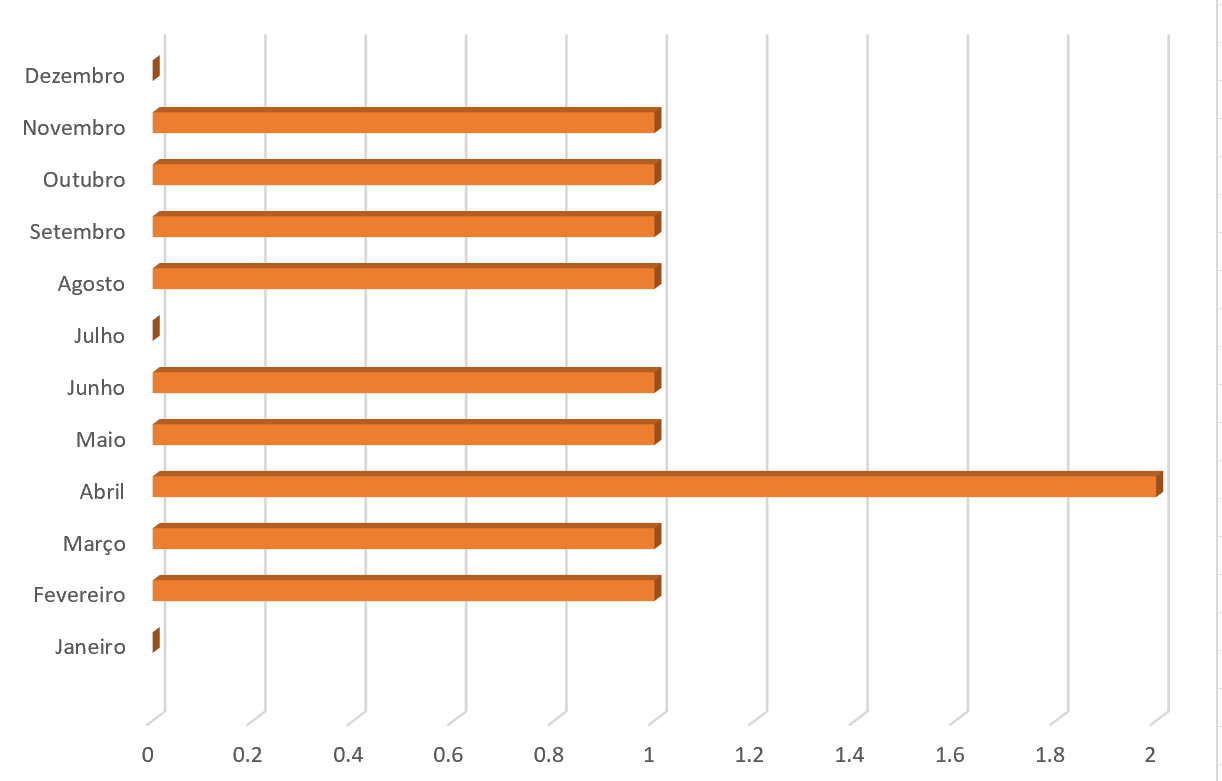 Dezembro
Novembro
Outubro
Setembro
Agosto
Julho
Junho
Maio
Abril
Março
Fevereiro
Janeiro
0 0.2 0.4 0.6 0.8 1 1.2 1.4 1.6 1.8 2